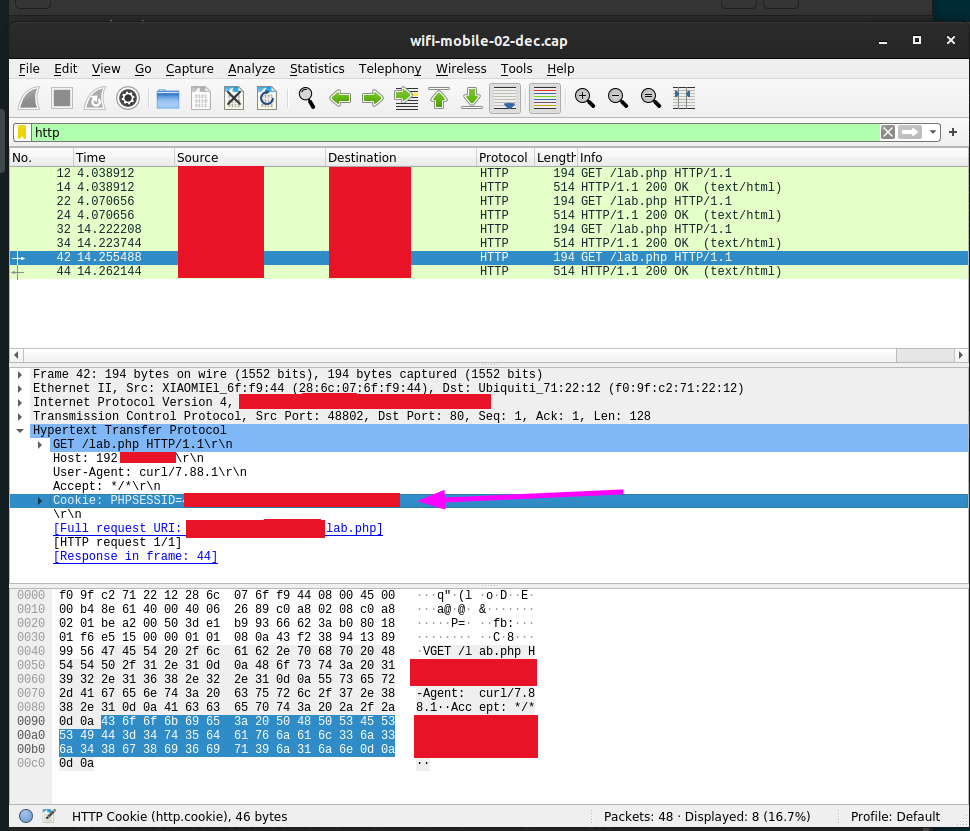 wifi-mobile-02-dec.cap
File Edit View Go Capture Analyze Statistics Telephony Wireless Tools Help
http
No. Time Source Destination Protocol Length Info
12 4.038912 HTTP 194 GET /lab.php HTTP/1.1
14 4.038912 HTTP 514 HTTP/1.1 200 OK (text/html)
22 4.070656 HTTP 194 GET /lab.php HTTP/1.1
24 4.070656 HTTP 514 HTTP/1.1 200 OK (text/html)
32 14.222208 HTTP 194 GET /lab.php HTTP/1.1
34 14.223744 HTTP 514 HTTP/1.1 200 OK (text/html)
42 14.255488 HTTP 194 GET /lab.php HTTP/1.1
44 14.262144 HTTP 514 HTTP/1.1 200 OK (text/html)
Frame 42: 194 bytes on wire (1552 bits), 194 bytes captured (1552 bits)
Ethernet II, Src: XIAOMIEl_6f:f9:44 (28:6c:07:6f:f9:44), Dst: Ubiquiti_71:22:12 (f0:9f:c2:71:22:12)
Internet Protocol Version 4,
Transmission Control Protocol, Src Port: 48802, Dst Port: 80, Seq: 1, Ack: 1, Len: 128
Hypertext Transfer Protocol
GET /lab.php HTTP/1.1\r\n
Host: 192 \r\n
User-Agent: curl/7.88.1\r\n
Accept: */*\r\n
Cookie: PHPSESSID=
\r\n
[Full request URI: lab.php]
[HTTP request 1/1]
[Response in frame: 44]
0000 f0 9f c2 71 22 12 28 6c 07 6f f9 44 08 00 45 00 ···q"·(l ·o·D··E·
0010 00 b4 8e 61 40 00 40 06 26 89 c0 a8 02 08 c0 a8 ···a@·@· &·······
0020 02 01 be a2 00 50 3d e1 b9 93 66 62 3a b0 80 18 ·····P=· ··fb:···
0030 01 f6 e5 15 00 00 01 01 08 0a 43 f2 38 94 13 89 ········ ··C·8···
0040 99 56 47 45 54 20 2f 6c 61 62 2e 70 68 70 20 48 ·VGET /l ab.php H
0050 54 54 50 2f 31 2e 31 0d 0a 48 6f 73 74 3a 20 31
0060 39 32 2e 31 36 38 2e 32 2e 31 0d 0a 55 73 65 72
0070 2d 41 67 65 6e 74 3a 20 63 75 72 6c 2f 37 2e 38 -Agent: curl/7.8
0080 38 2e 31 0d 0a 41 63 63 65 70 74 3a 20 2a 2f 2a 8.1··Acc ept: */*
0090 0d 0a 43 6f 6f 6b 69 65 3a 20 50 48 50 53 45 53
00a0 53 49 44 3d 34 74 35 64 61 76 6a 61 6c 33 6a 33
00b0 6a 34 38 67 38 69 36 69 71 39 6a 31 6a 6e 0d 0a
00c0 0d 0a ··
HTTP Cookie (http.cookie), 46 bytes Packets: 48 · Displayed: 8 (16.7%) Profile: Default